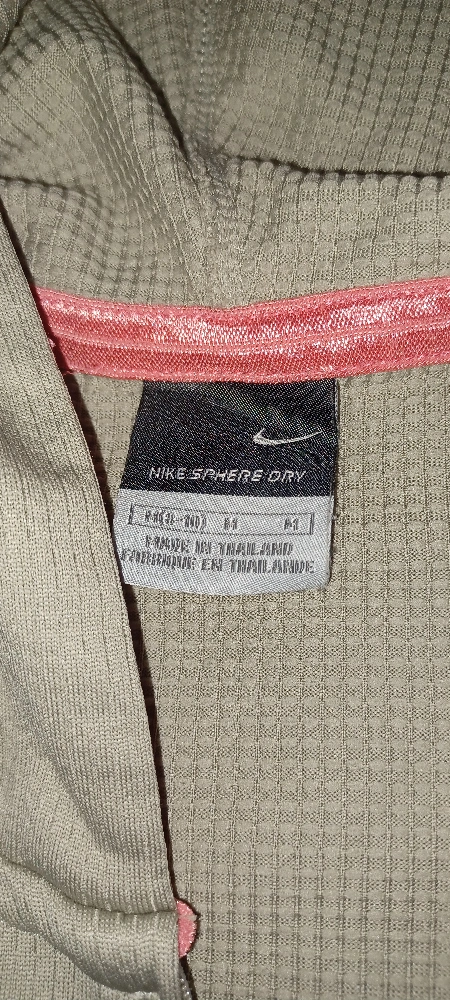 NIKE SPHERE DRY
M(8-10) M M
MADE IN THAILAND
FABRIQUE EN THAILANDE